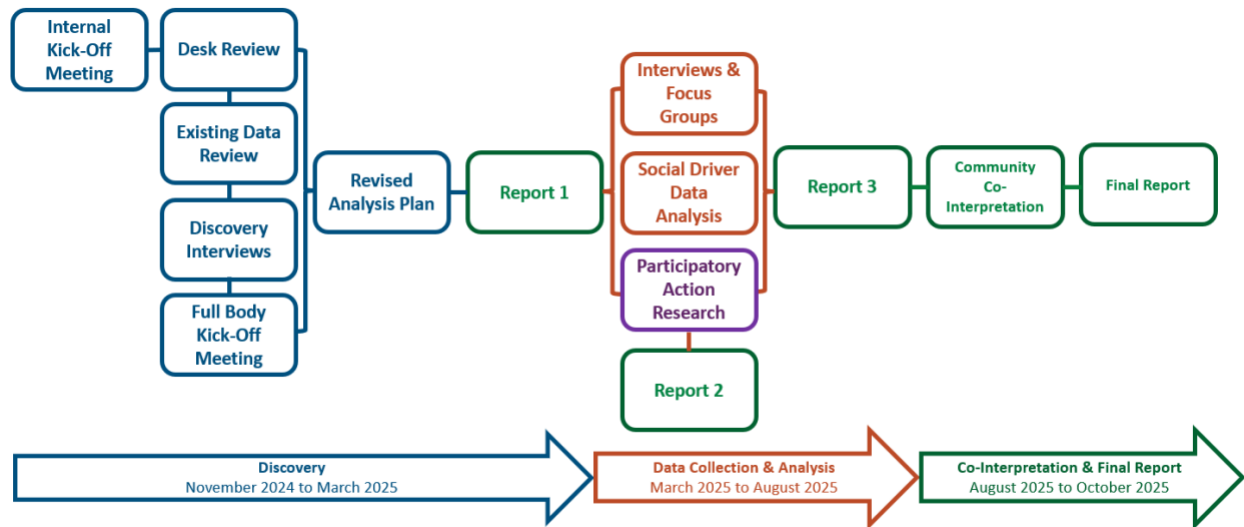 Internal
Kick-Off
Meeting
Desk Review
Existing Data
Review
Discovery
Interviews
Full Body
Kick-Off
Meeting
Revised
Analysis Plan
Report 1
Interviews &
Focus
Groups
Social Driver
Data
Analysis
Participatory
Action
Research
Report 2
Report 3
Community
Co-
Interpretation
Final Report
Discovery
November 2024 to March 2025
Data Collection & Analysis
March 2025 to August 2025
Co-Interpretation & Final Report
August 2025 to October 2025